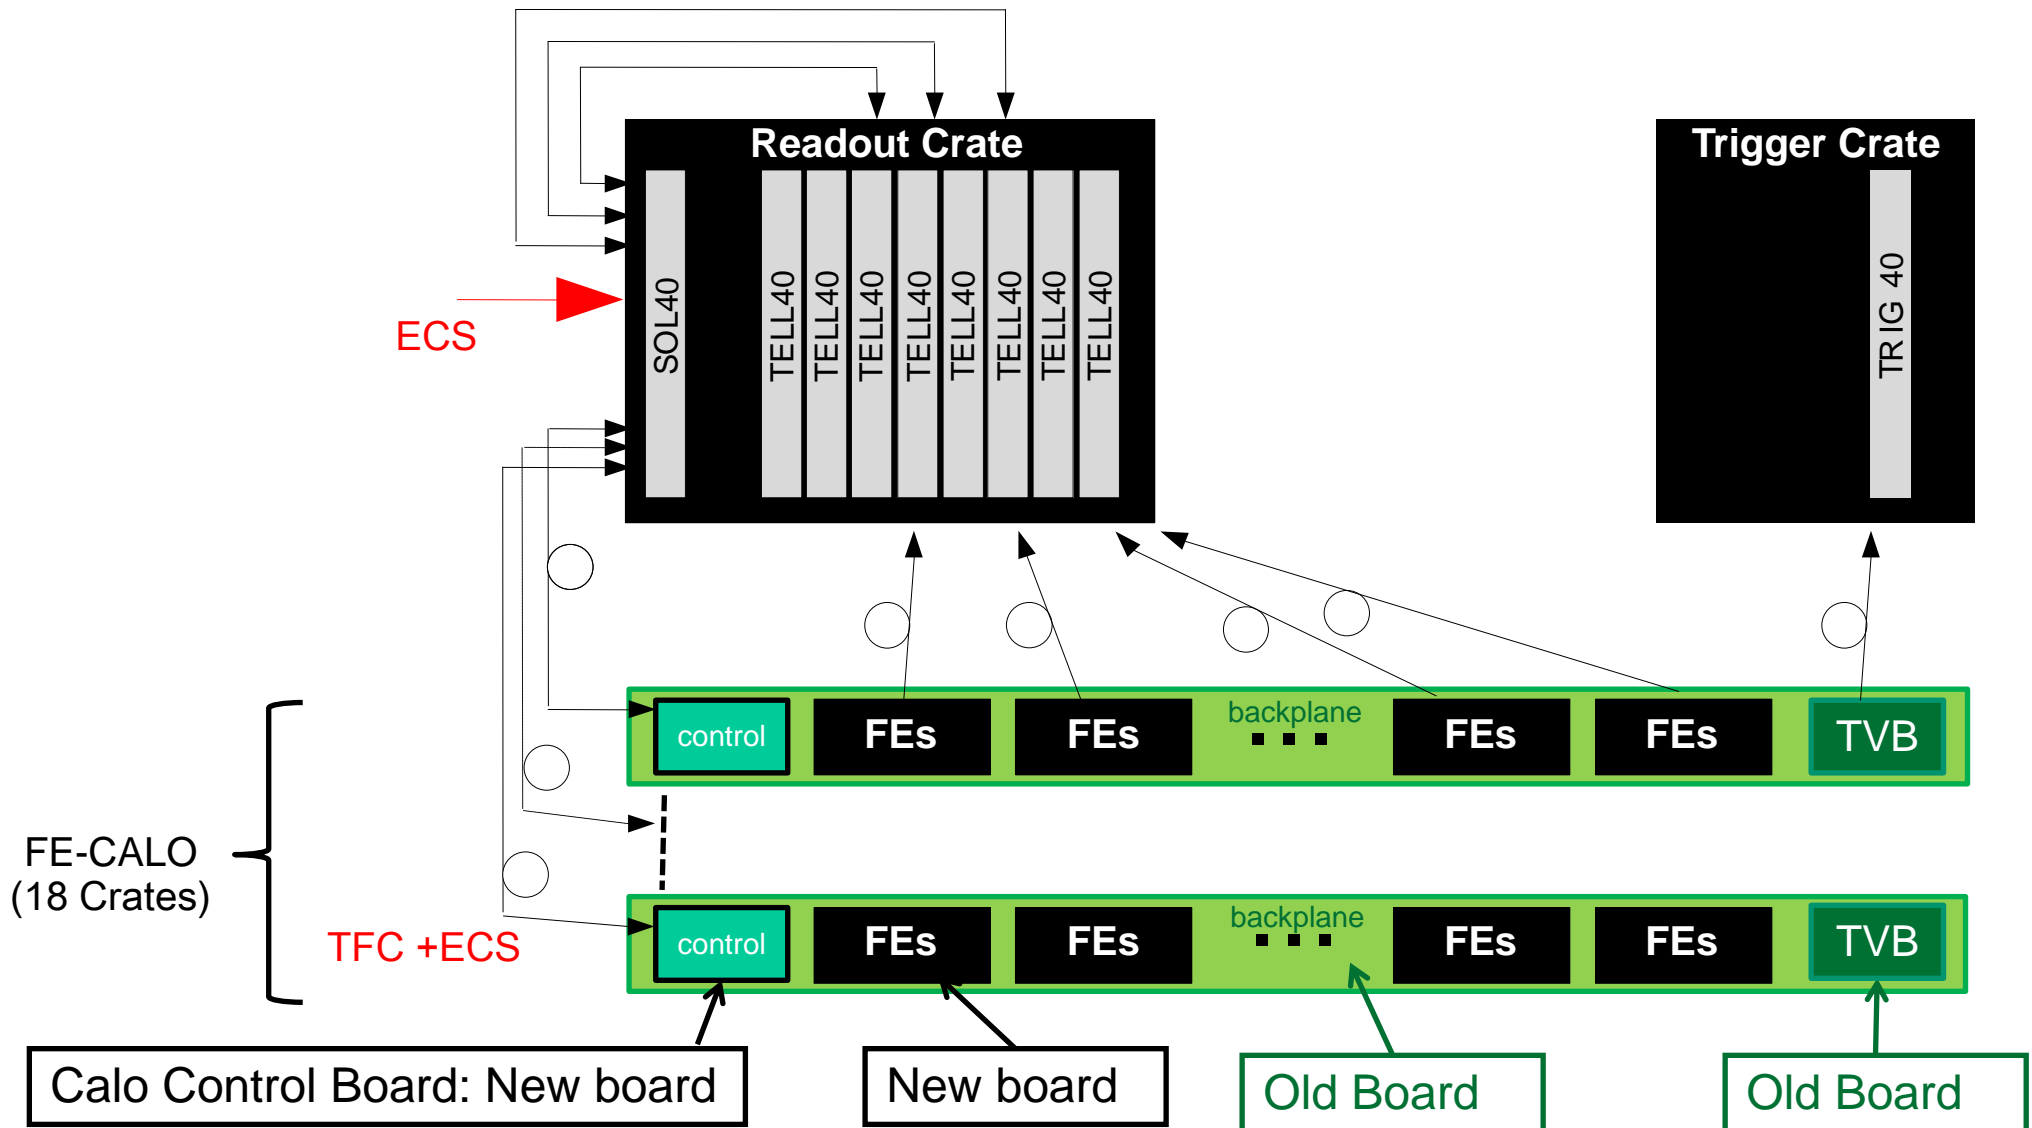 Readout Crate
Trigger Crate
SOL40
TELL40
TELL40
TELL40
TELL40
TELL40
TELL40
TELL40
TELL40
TRIG 40
ECS
control
FEs
FEs
backplane
FEs
FEs
TVB
FE-CALO
(18 Crates)
TFC +ECS
control
FEs
FEs
backplane
FEs
FEs
TVB
Calo Control Board: New board
New board
Old Board
Old Board